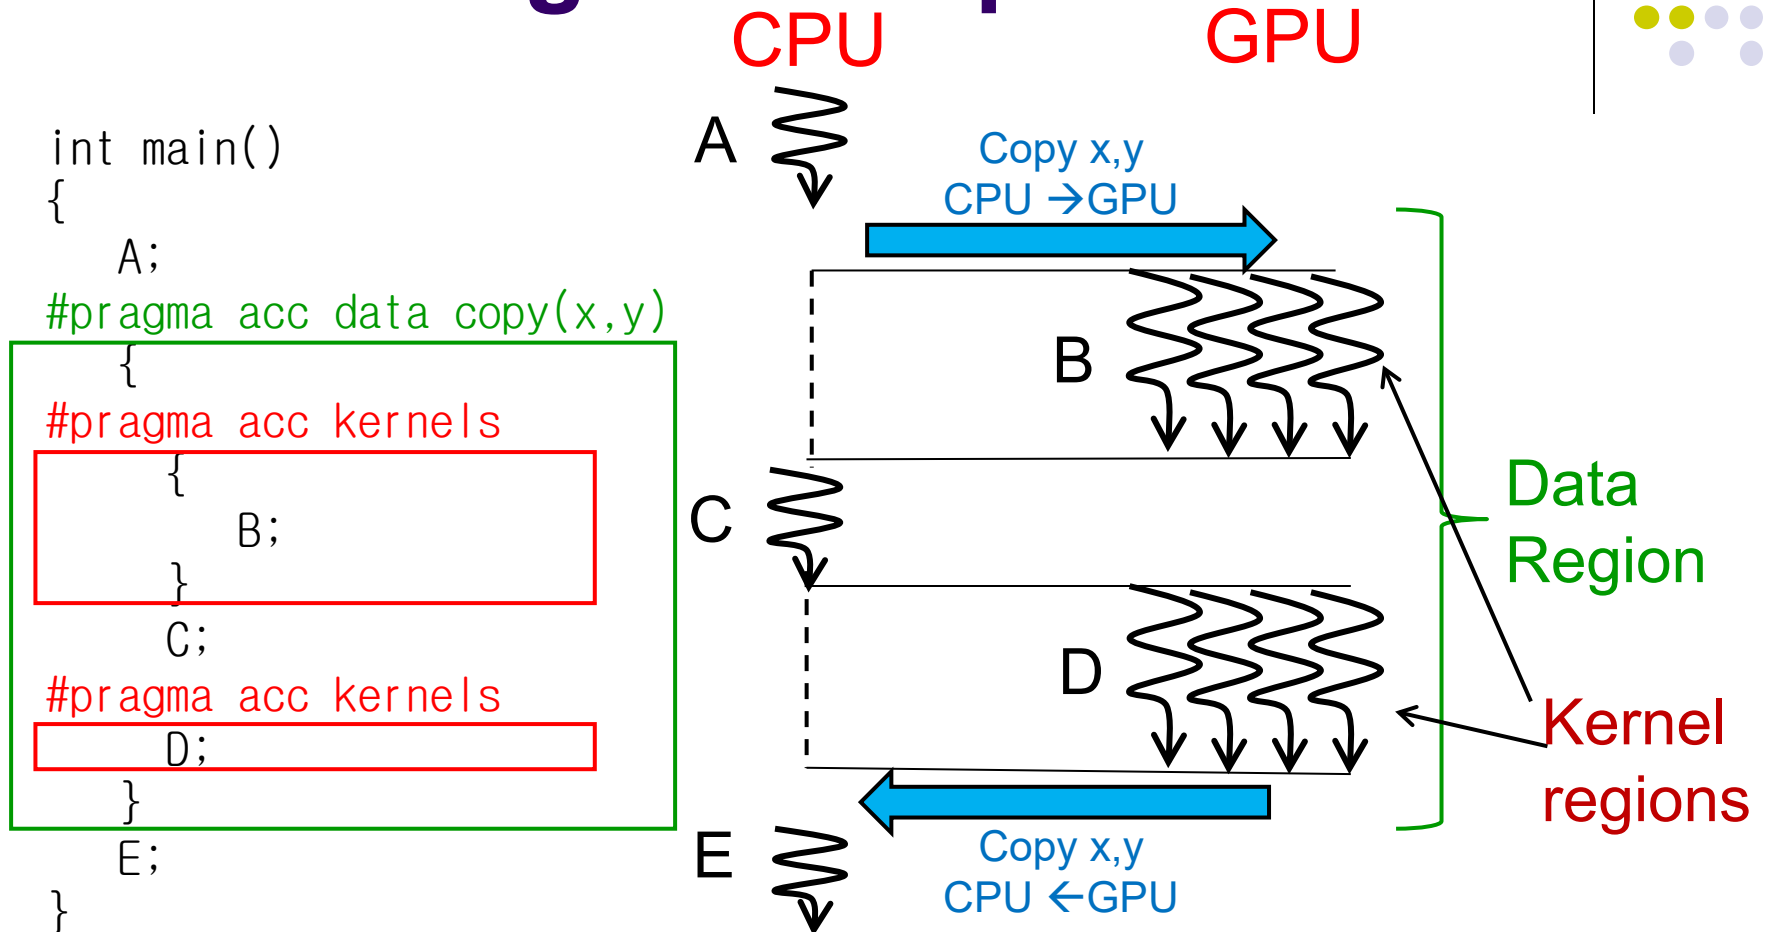 CPU
GPU
int main()
{
A;
#pragma acc data copy(x,y)
{
#pragma acc kernels
{
B;
}
C;
#pragma acc kernels
D;
}
E;
}
A
Copy x,y
CPU →GPU
B
C
D
E
Copy x,y
CPU ←GPU
Data
Region
Kernel
regions